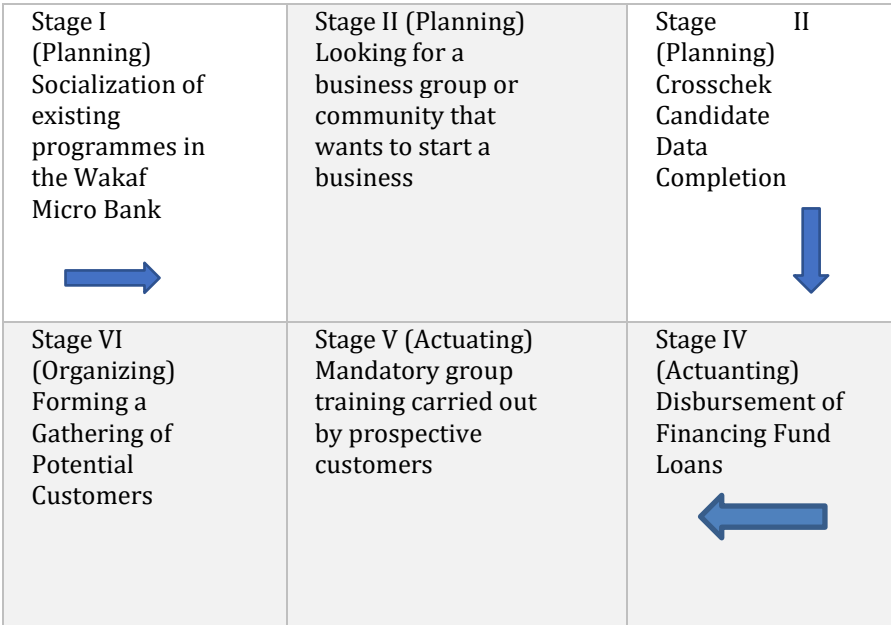 Stage I
(Planning)
Socialization of
existing
programmes in
the Wakaf
Micro Bank
Stage II (Planning)
Looking for a
business group or
community that
wants to start a
business
Stage II
(Planning)
Crosschek
Candidate
Data
Completion
Stage VI
(Organizing)
Forming a
Gathering of
Potential
Customers
Stage V (Actuating)
Mandatory group
training carried out
by prospective
customers
Stage IV
(Actuanting)
Disbursement of
Financing Fund
Loans